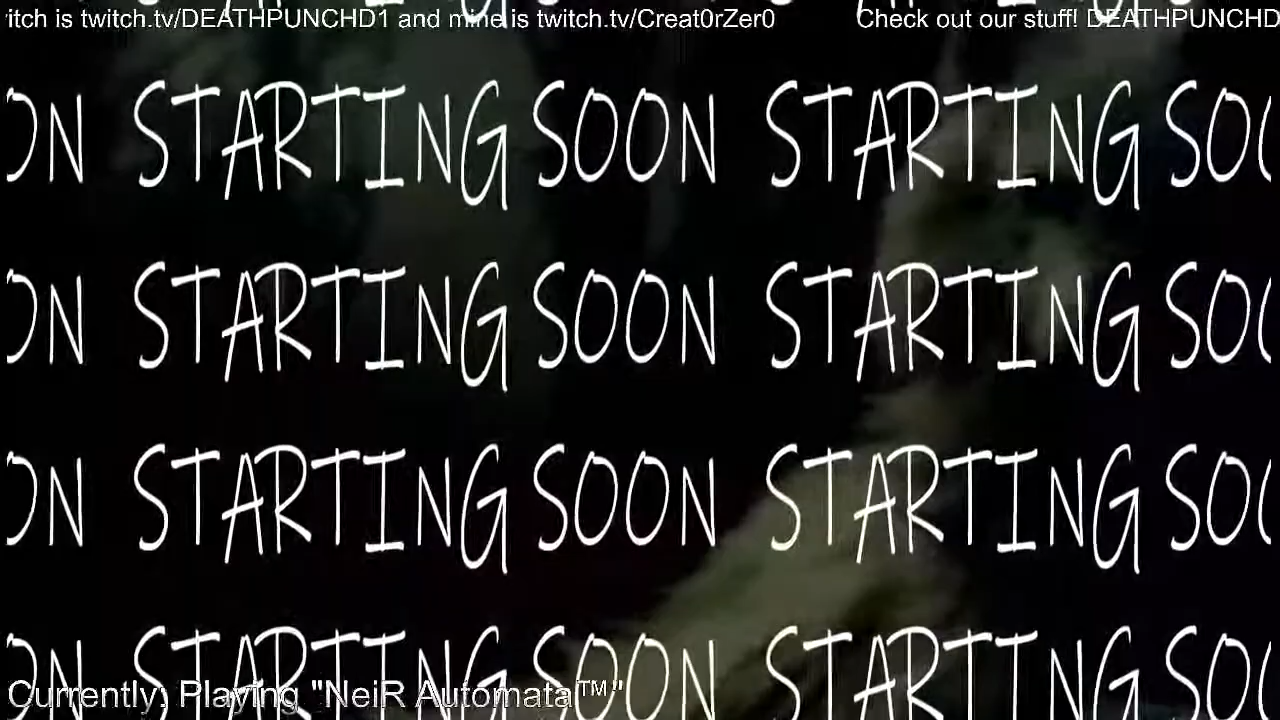 itch is twitch.tv/DEATHPUNCHD1 and mine is twitch.tv/Creat0rZer0 Check out our stuff! DEATHPUNCHD
ON STARTING SOON STARTING SOO
ON STARTING SOON STARTING SOO
ON STARTING SOON STARTING SOO
ON STARTING SOON STARTING SOO
Currently: Playing "NeiR Automata™"